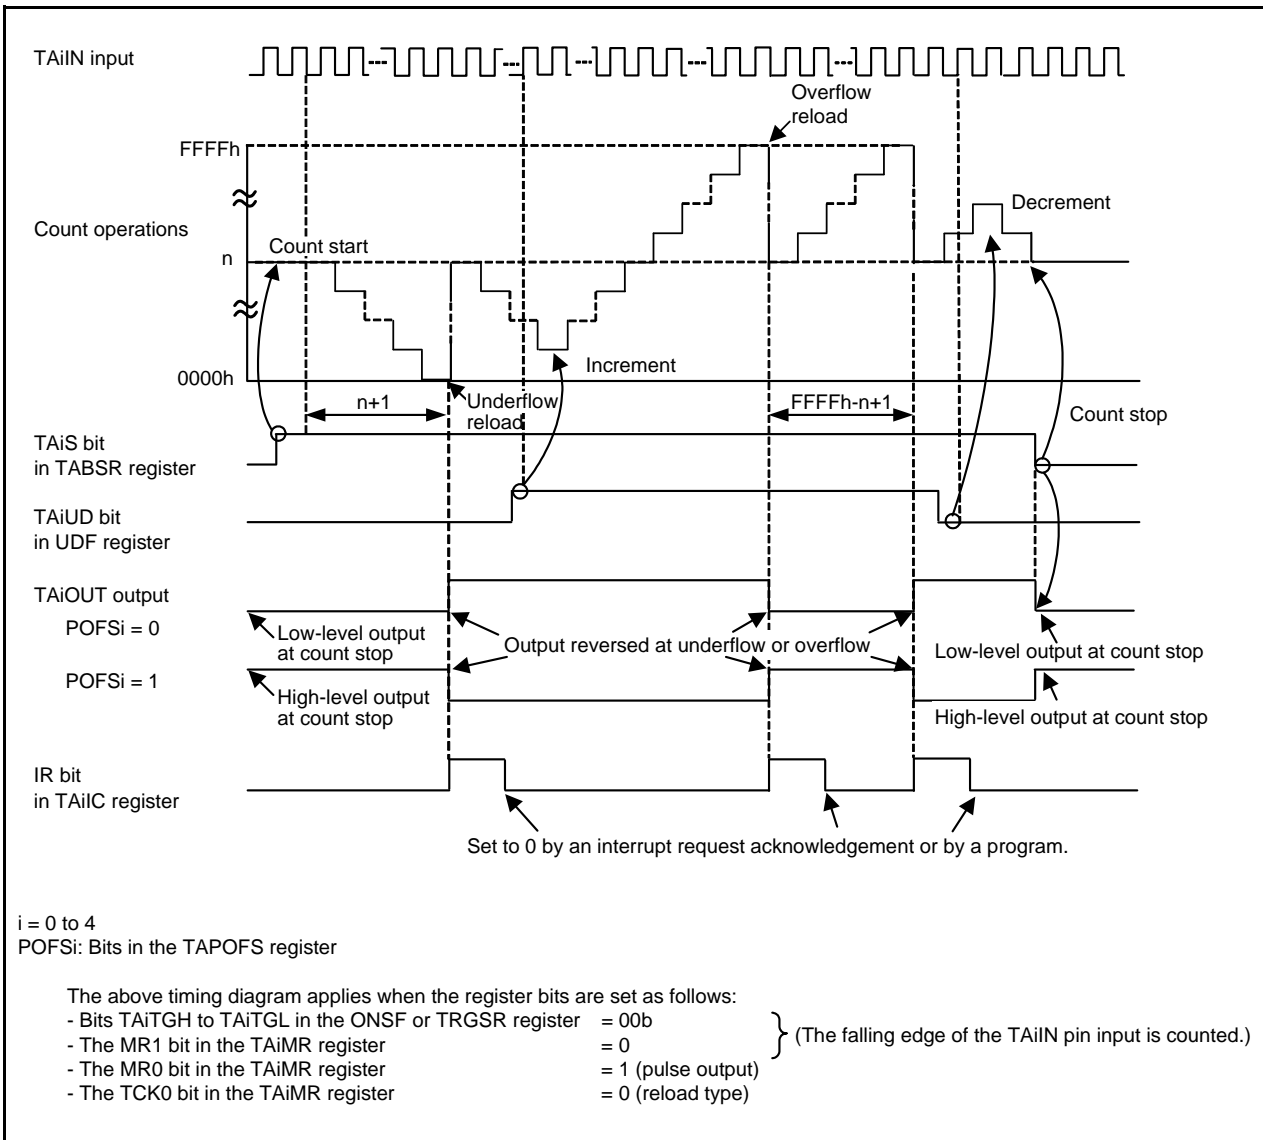 TAiIN input
Overflow
reload
FFFFh
Count operations
Decrement
Count start
n
Increment
0000h
n+1
Underflow
reload
FFFFh-n+1
Count stop
TAiS bit
in TABSR register
TAiUD bit
in UDF register
TAiOUT output
POFSi = 0
Low-level output
at count stop
Output reversed at underflow or overflow
Low-level output at count stop
POFSi = 1
High-level output
at count stop
High-level output at count stop
IR bit
in TAiIC register
Set to 0 by an interrupt request acknowledgement or by a program.
i = 0 to 4
POFSi: Bits in the TAPOFS register
The above timing diagram applies when the register bits are set as follows:
- Bits TAiTGH to TAiTGL in the ONSF or TRGSR register = 00b
- The MR1 bit in the TAiMR register = 0
(The falling edge of the TAiIN pin input is counted.)
- The MR0 bit in the TAiMR register = 1 (pulse output)
- The TCK0 bit in the TAiMR register = 0 (reload type)